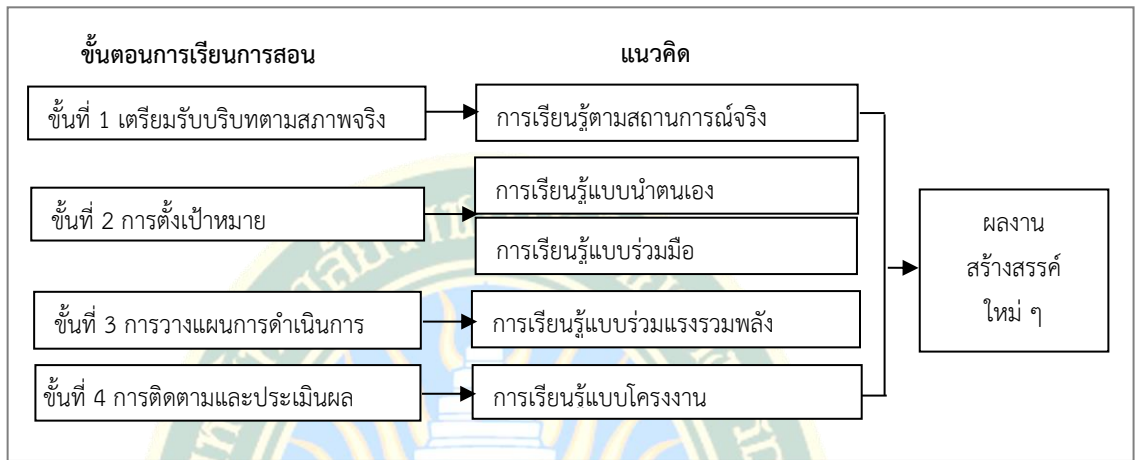 ขั้นตอนการเรียนการสอน
แนวคิด
ขั้นที่ 1 เตรียมรับบริบทตามสภาพจริง
การเรียนรู้ตามสถานการณ์จริง
ขั้นที่ 2 การตั้งเป้าหมาย
การเรียนรู้แบบนำตนเอง
การเรียนรู้แบบร่วมมือ
ขั้นที่ 3 การวางแผนการดำเนินการ
การเรียนรู้แบบร่วมแรงรวมพลัง
ขั้นที่ 4 การติดตามและประเมินผล
การเรียนรู้แบบโครงงาน
ผลงาน
สร้างสรรค์
ใหม่ ๆ